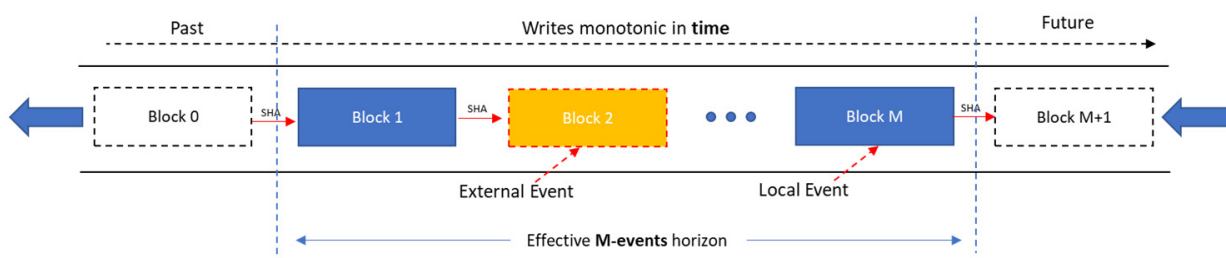 Past
Writes monotonic in time
Future
Block 0
SHA
Block 1
SHA
Block 2
Block M
SHA
Block M+1
External Event
Local Event
Effective M-events horizon